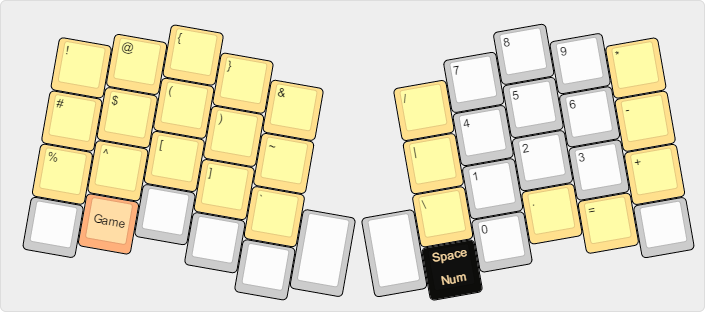 ! @ { } &
# $ ( ) ~
% ^ [ ] `
Game
/ 7 8 9 *
| 4 5 6 -
\ 1 2 3 +
0 . =
Space
Num